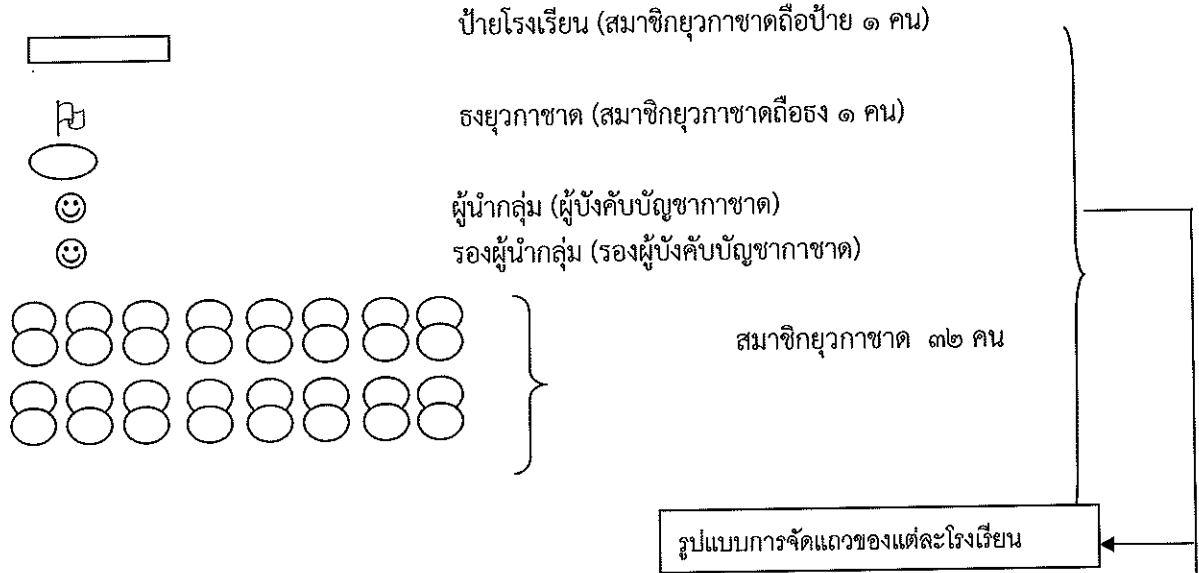 ป้ายโรงเรียน (สมาชิกยุวกาชาดถือป้าย ๑ คน)
ธงยุวกาชาด (สมาชิกยุวกาชาดถือธง ๑ คน)
ผู้นำกลุ่ม (ผู้บังคับบัญชากาชาด)
รองผู้นำกลุ่ม (รองผู้บังคับบัญชากาชาด)
สมาชิกยุวกาชาด ๓๒ คน
รูปแบบการจัดแถวของแต่ละโรงเรียน